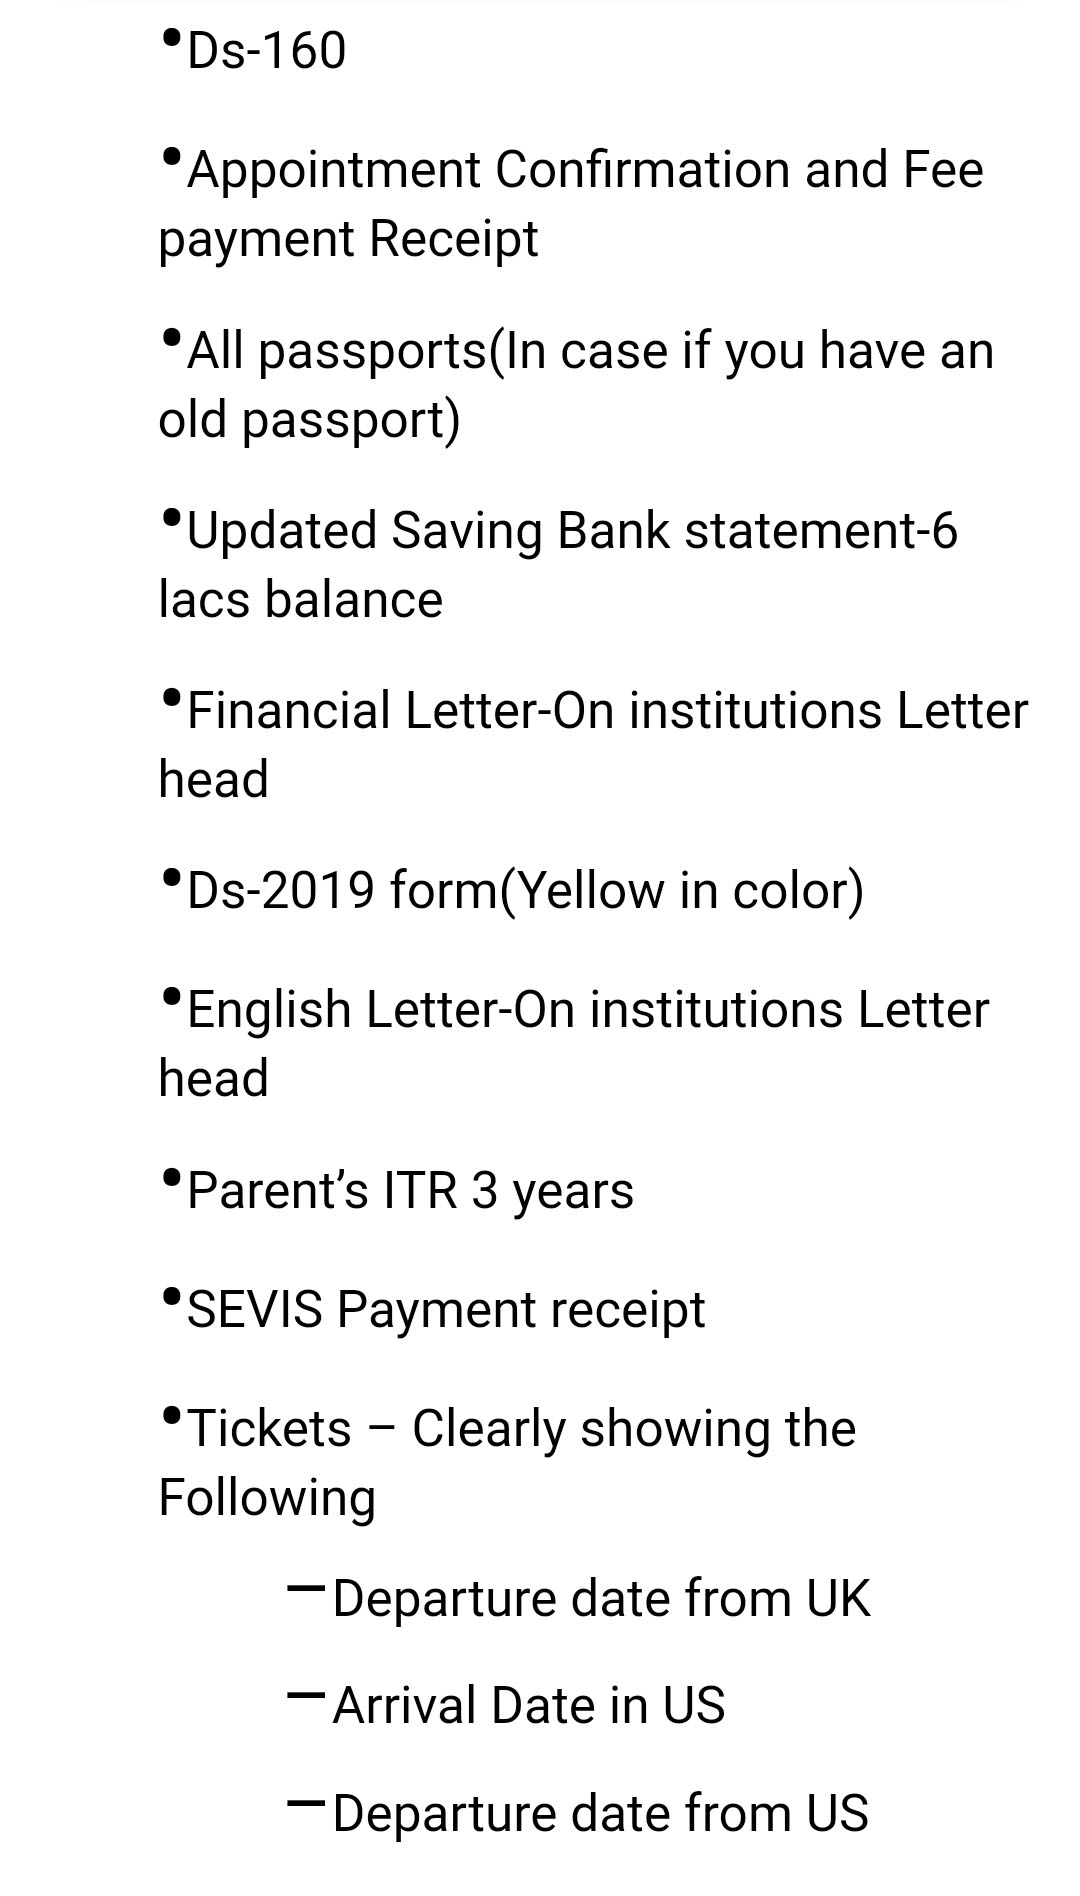 •Ds-160
•Appointment Confirmation and Fee
payment Receipt
•All passports(In case if you have an
old passport)
•Updated Saving Bank statement-6
lacs balance
•Financial Letter-On institutions Letter
head
•Ds-2019 form(Yellow in color)
•English Letter-On institutions Letter
head
•Parent’s ITR 3 years
•SEVIS Payment receipt
•Tickets – Clearly showing the
Following
–Departure date from UK
–Arrival Date in US
–Departure date from US